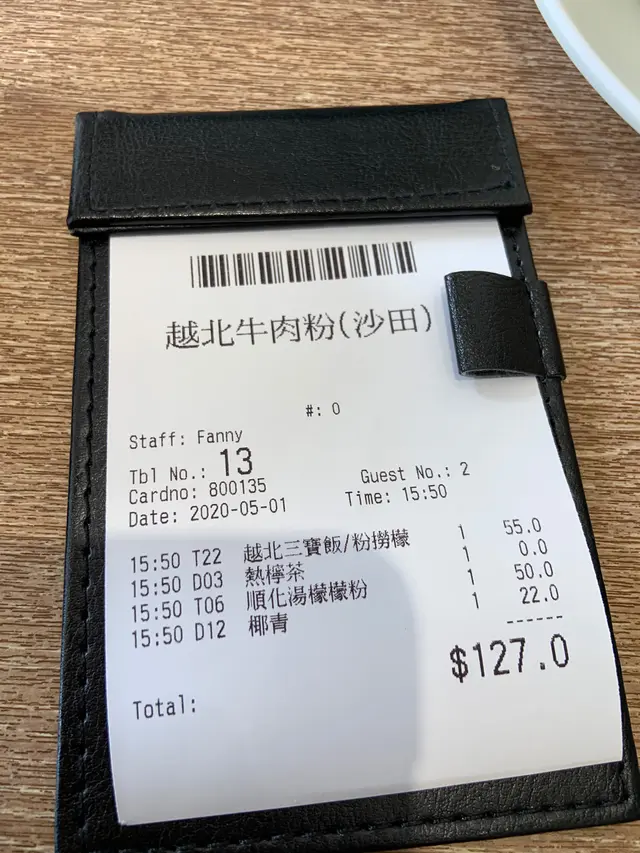 越北牛肉粉(沙田)
#: 0
Staff: Fanny
Tbl No.: 13 Guest No.: 2
Cardno: 800135 Time: 15:50
Date: 2020-05-01
15:50 T22 越北三寶飯/粉撈檬 1 55.0
15:50 D03 熱檸茶 1 0.0
15:50 T06 順化湯檬檬粉 1 50.0
15:50 D12 椰青 1 22.0
------
$127.0
Total: